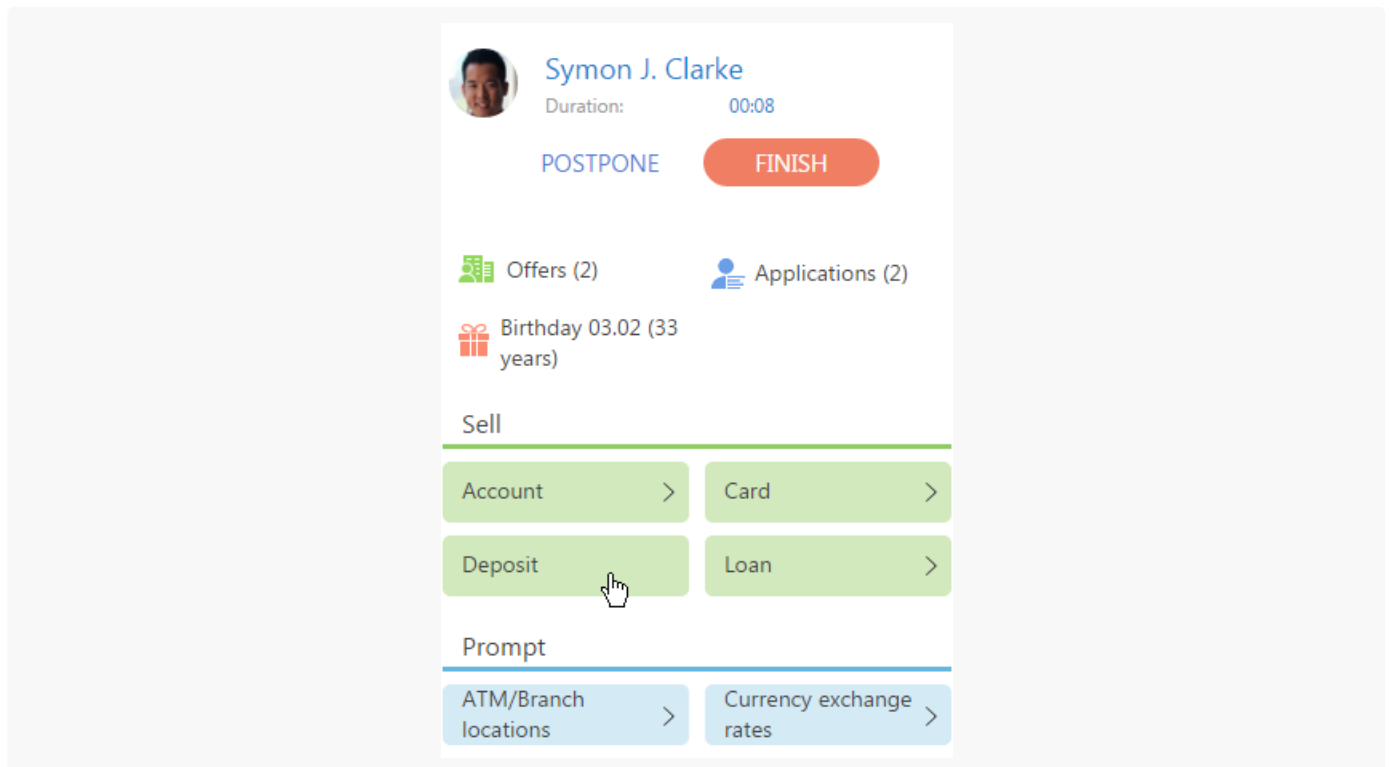 Symon J. Clarke
Duration: 00:08
POSTPONE FINISH
Offers (2) Applications (2)
Birthday 03.02 (33
years)
Sell
Account Card
Deposit Loan
Prompt
ATM/Branch
locations
Currency exchange
rates